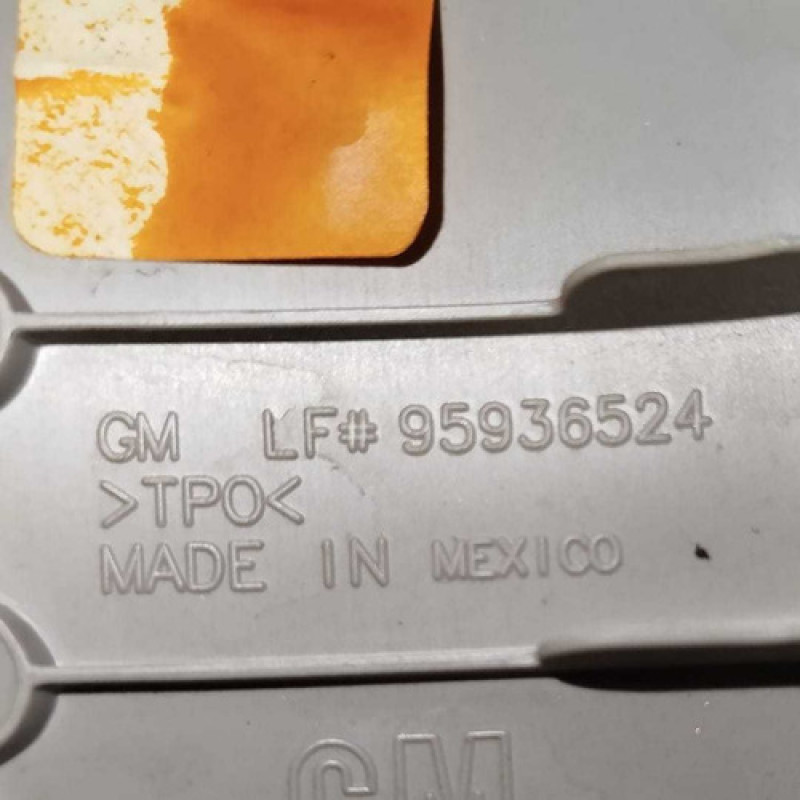 GM LF# 95936524
>TPO<
MADE IN MEXICO
GM